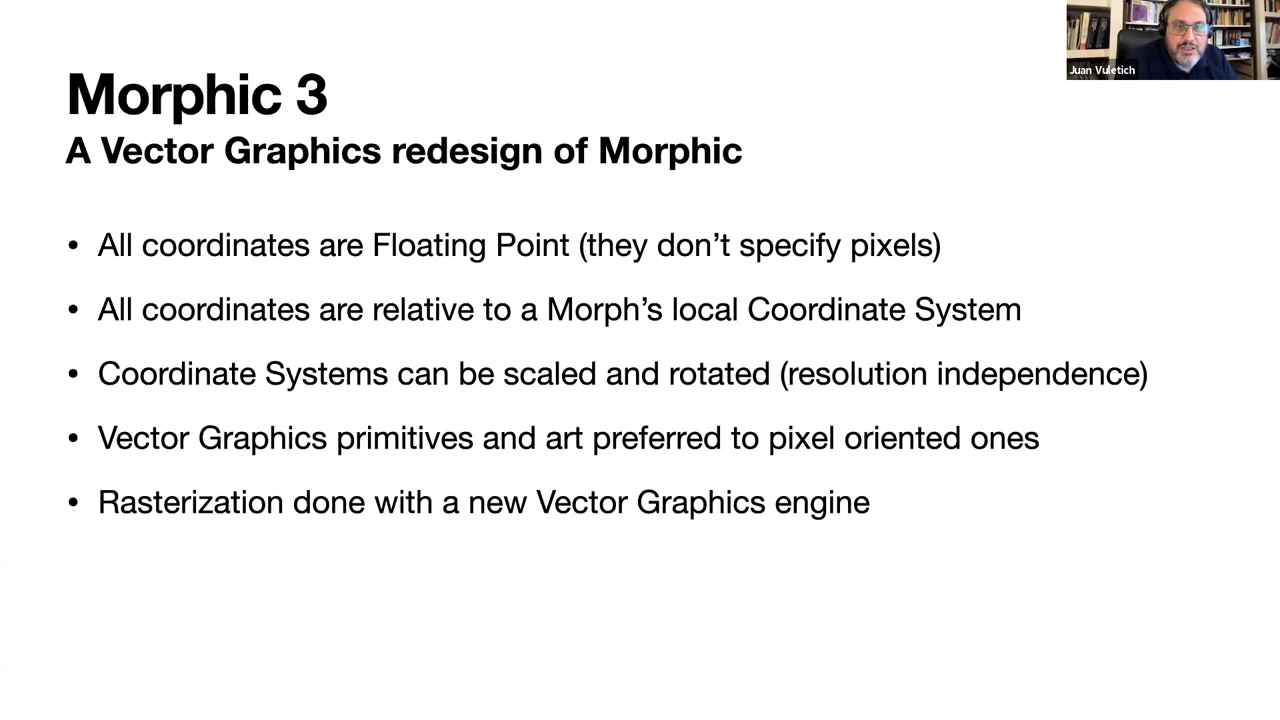 Morphic 3
A Vector Graphics redesign of Morphic
• All coordinates are Floating Point (they don’t specify pixels)
• All coordinates are relative to a Morph’s local Coordinate System
• Coordinate Systems can be scaled and rotated (resolution independence)
• Vector Graphics primitives and art preferred to pixel oriented ones
• Rasterization done with a new Vector Graphics engine
Juan Vuletich